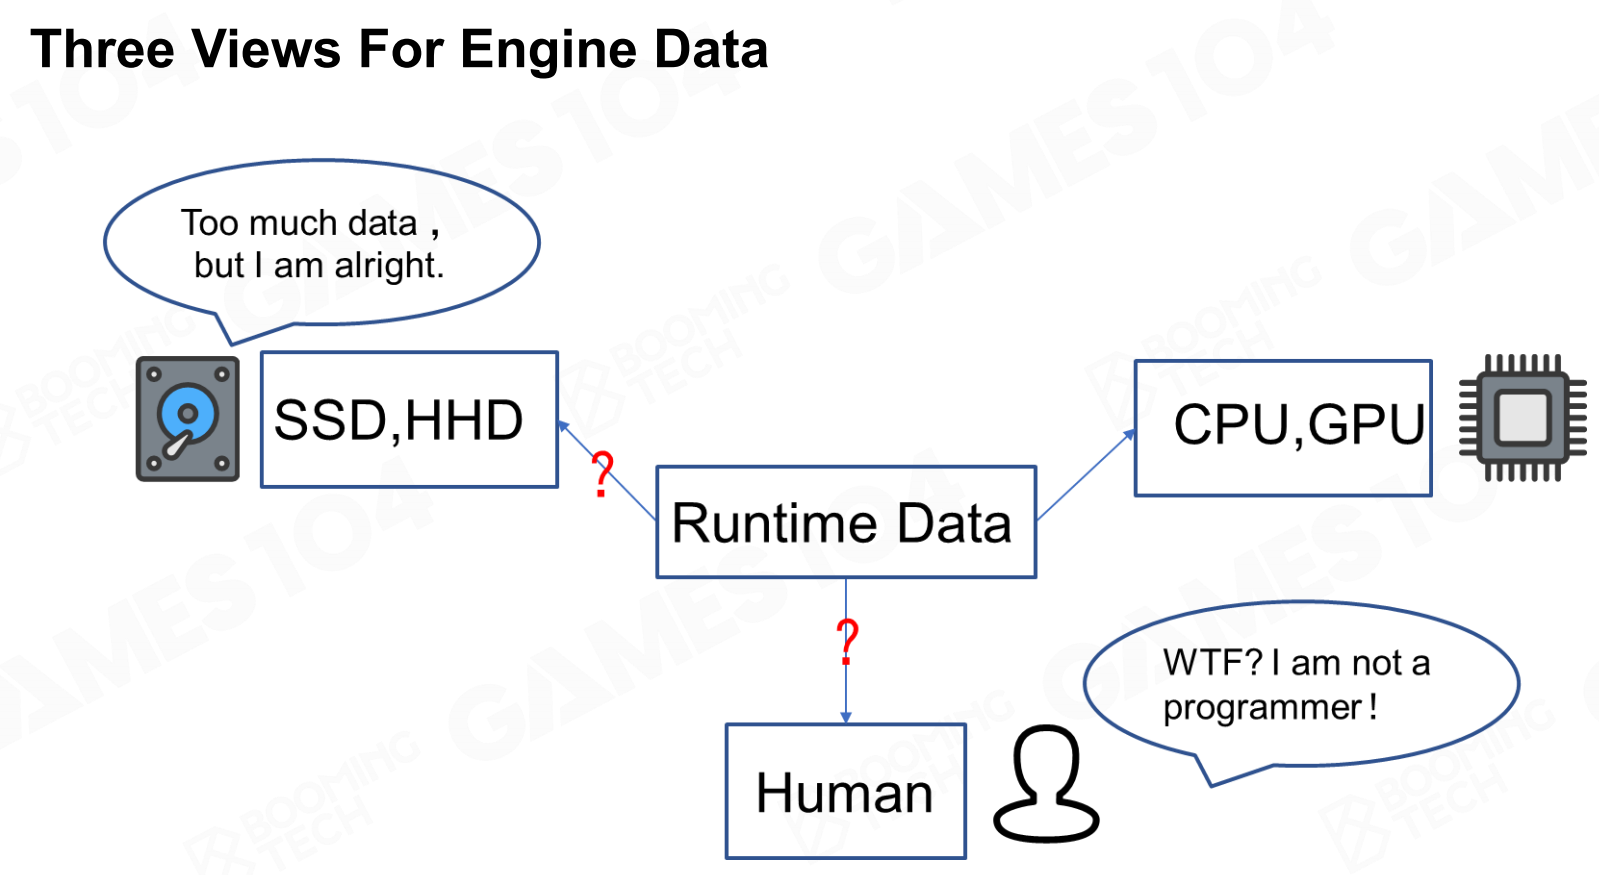 Three Views For Engine Data
Too much data ,
but I am alright.
SSD,HHD
CPU,GPU
?
Runtime Data
?
WTF? I am not a
programmer !
Human
GAMES104
BOOMING
TECH